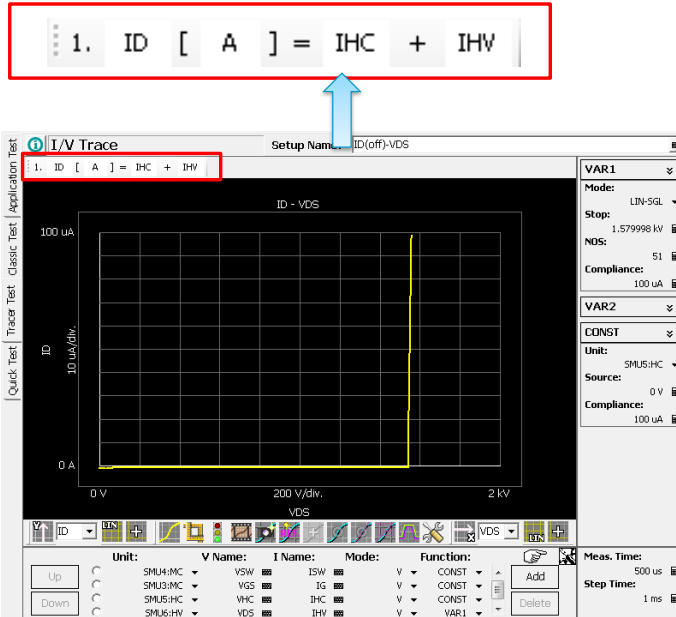 1. ID [ A ] = IHC + IHV
I/V Trace
Setup Name: ID(off)-VDS
1. ID [ A ] = IHC + IHV
Quick Test Tracer Test Classic Test Application Test
ID - VDS
100 uA
ID
10 uA/div.
0 A
0 V
200 V/div.
2 kV
VDS
VAR1
Mode:
LIN-SGL
Stop:
1.579998 kV
NOS:
51
Compliance:
100 uA
VAR2
CONST
Unit:
SMU5:HC
Source:
0 V
Compliance:
100 uA
Y ID LIN VDS LIN
Unit: V Name: I Name: Mode: Function:
Up SMU4:MC VSW ISW V CONST Add
SMU3:MC VGS IG V CONST
Down SMU5:HC VHC IHC V CONST Delete
SMU6:HV VDS IHV V VAR1
Meas. Time:
500 us
Step Time:
1 ms